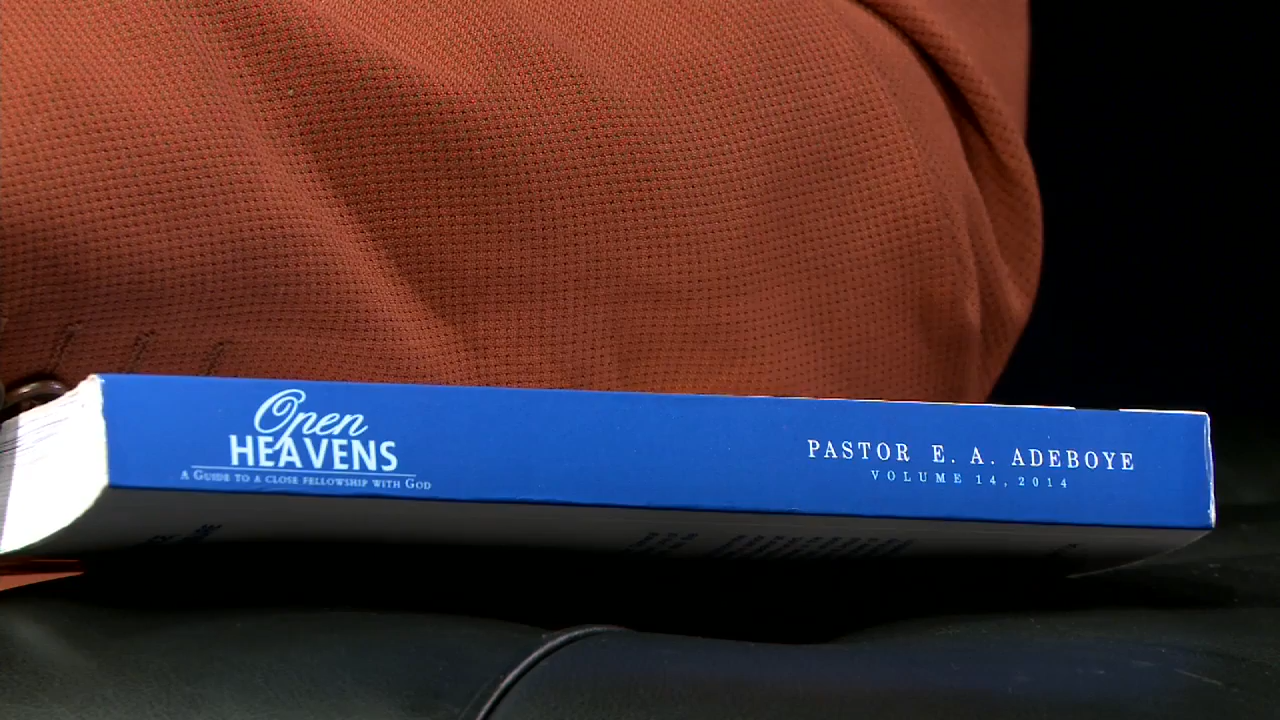 Open
HEAVENS
A GUIDE TO A CLOSE FELLOWSHIP WITH GOD
PASTOR E. A. ADEBOYE
VOLUME 14, 2014